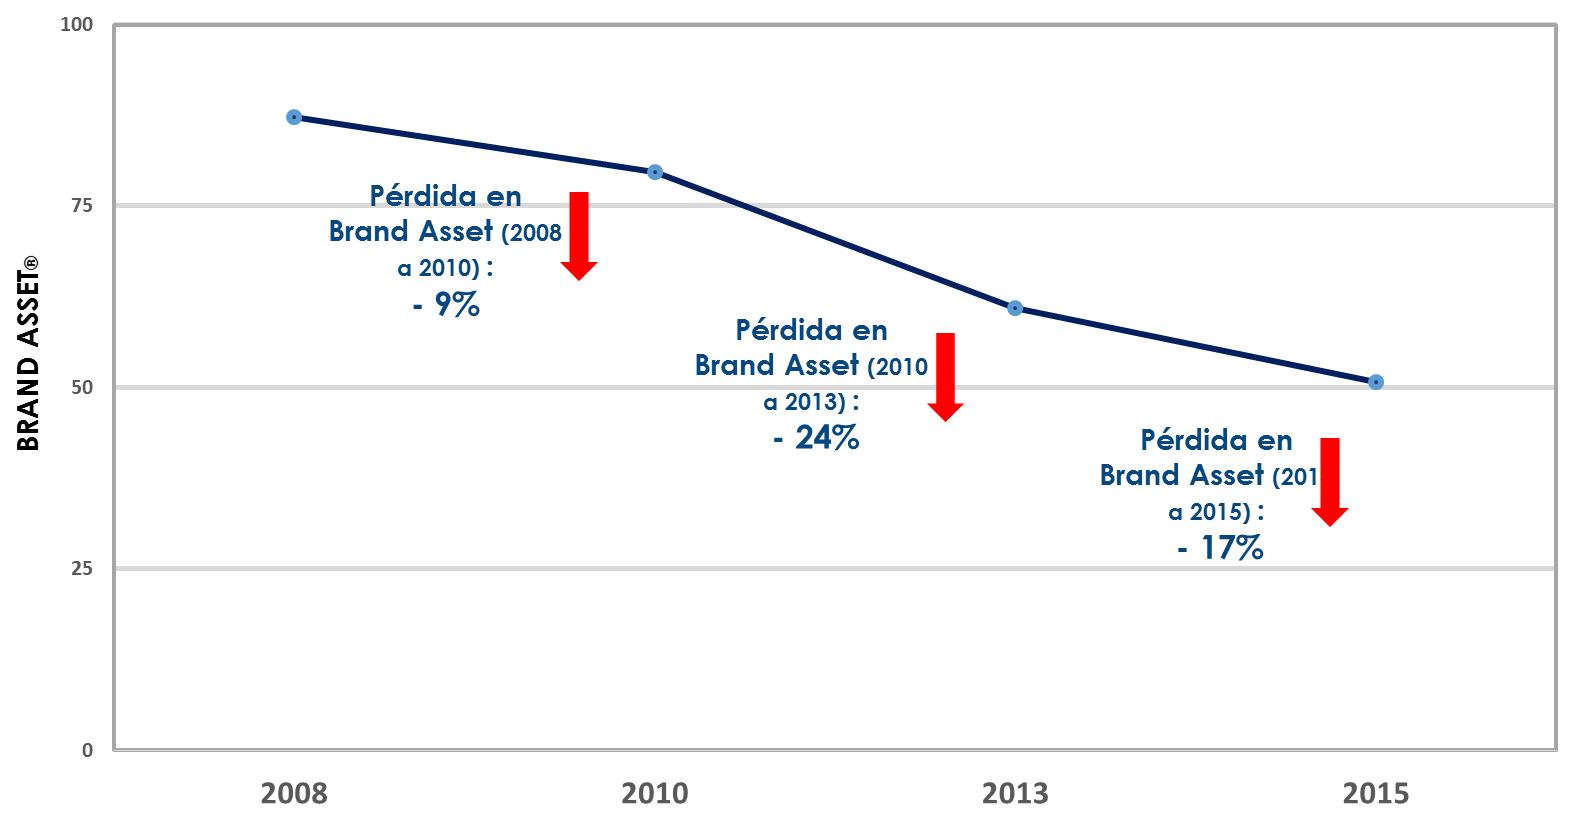 100
75
50
25
0
BRAND ASSET®
Pérdida en
Brand Asset (2008
a 2010) :
- 9%
Pérdida en
Brand Asset (2010
a 2013) :
- 24%
Pérdida en
Brand Asset (201
a 2015) :
- 17%
2008
2010
2013
2015